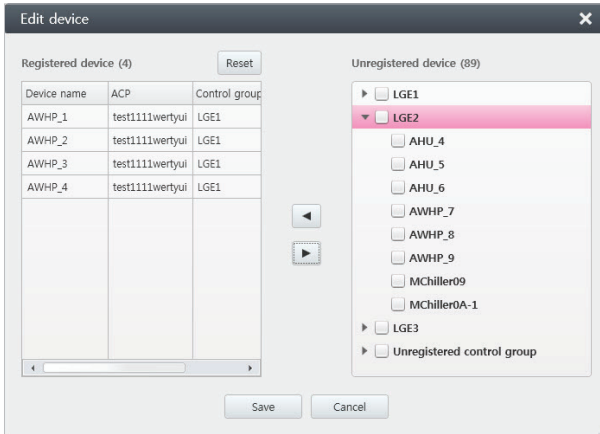 Edit device
Registered device (4)
Reset
Device name ACP Control group
AWHP_1 test1111wertyui LGE1
AWHP_2 test1111wertyui LGE1
AWHP_3 test1111wertyui LGE1
AWHP_4 test1111wertyui LGE1
Unregistered device (89)
LGE1
LGE2
AHU_4
AHU_5
AHU_6
AWHP_7
AWHP_8
AWHP_9
MChiller09
MChiller0A-1
LGE3
Unregistered control group
Save Cancel